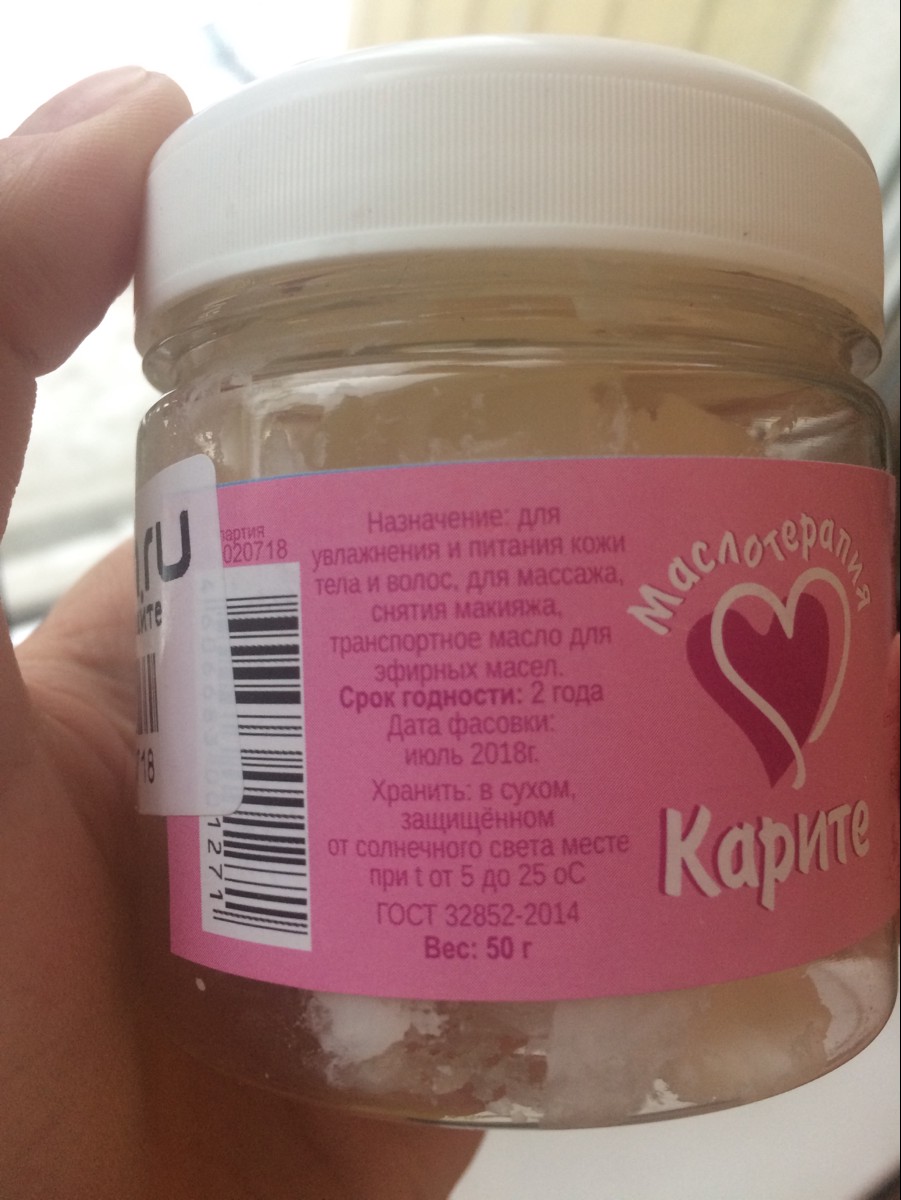 .ru
партия
020718
718
1271
Назначение: для
увлажнения и питания кожи
тела и волос, для массажа,
снятия макияжа,
транспортное масло для
эфирных масел.
Срок годности: 2 года
Дата фасовки:
июль 2018г.
Хранить: в сухом,
защищённом
от солнечного света месте
при t от 5 до 25 оС
ГОСТ 32852-2014
Вес: 50 г
Маслотерапия
Карите